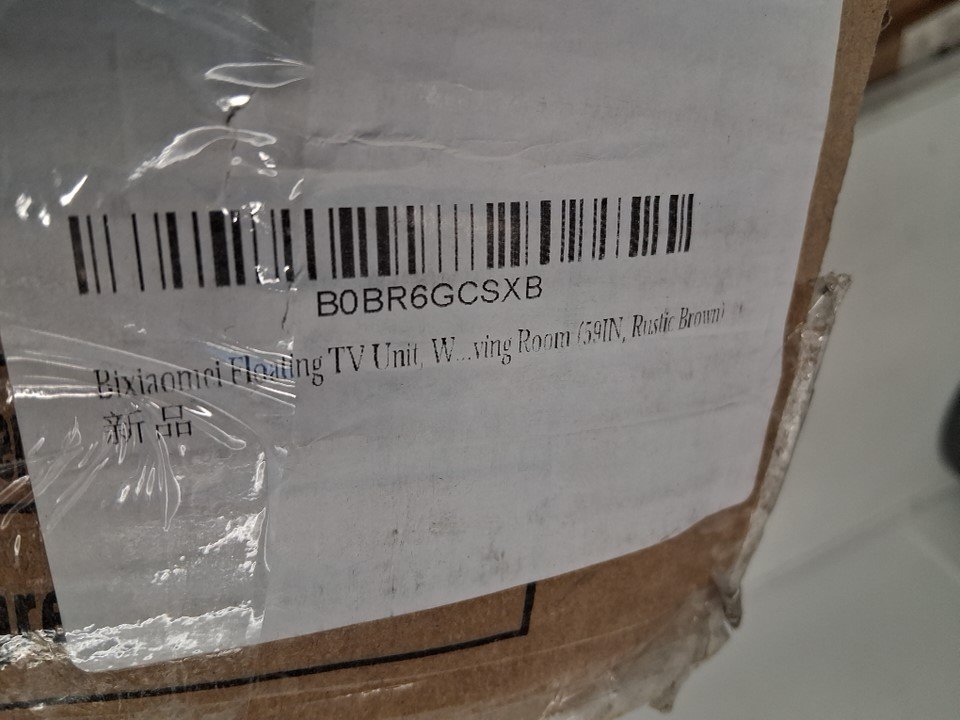 B0BR6GCSXB
Bixiaomei Floating TV Unit, W...ving Room (59IN, Rustic Brown)
新品